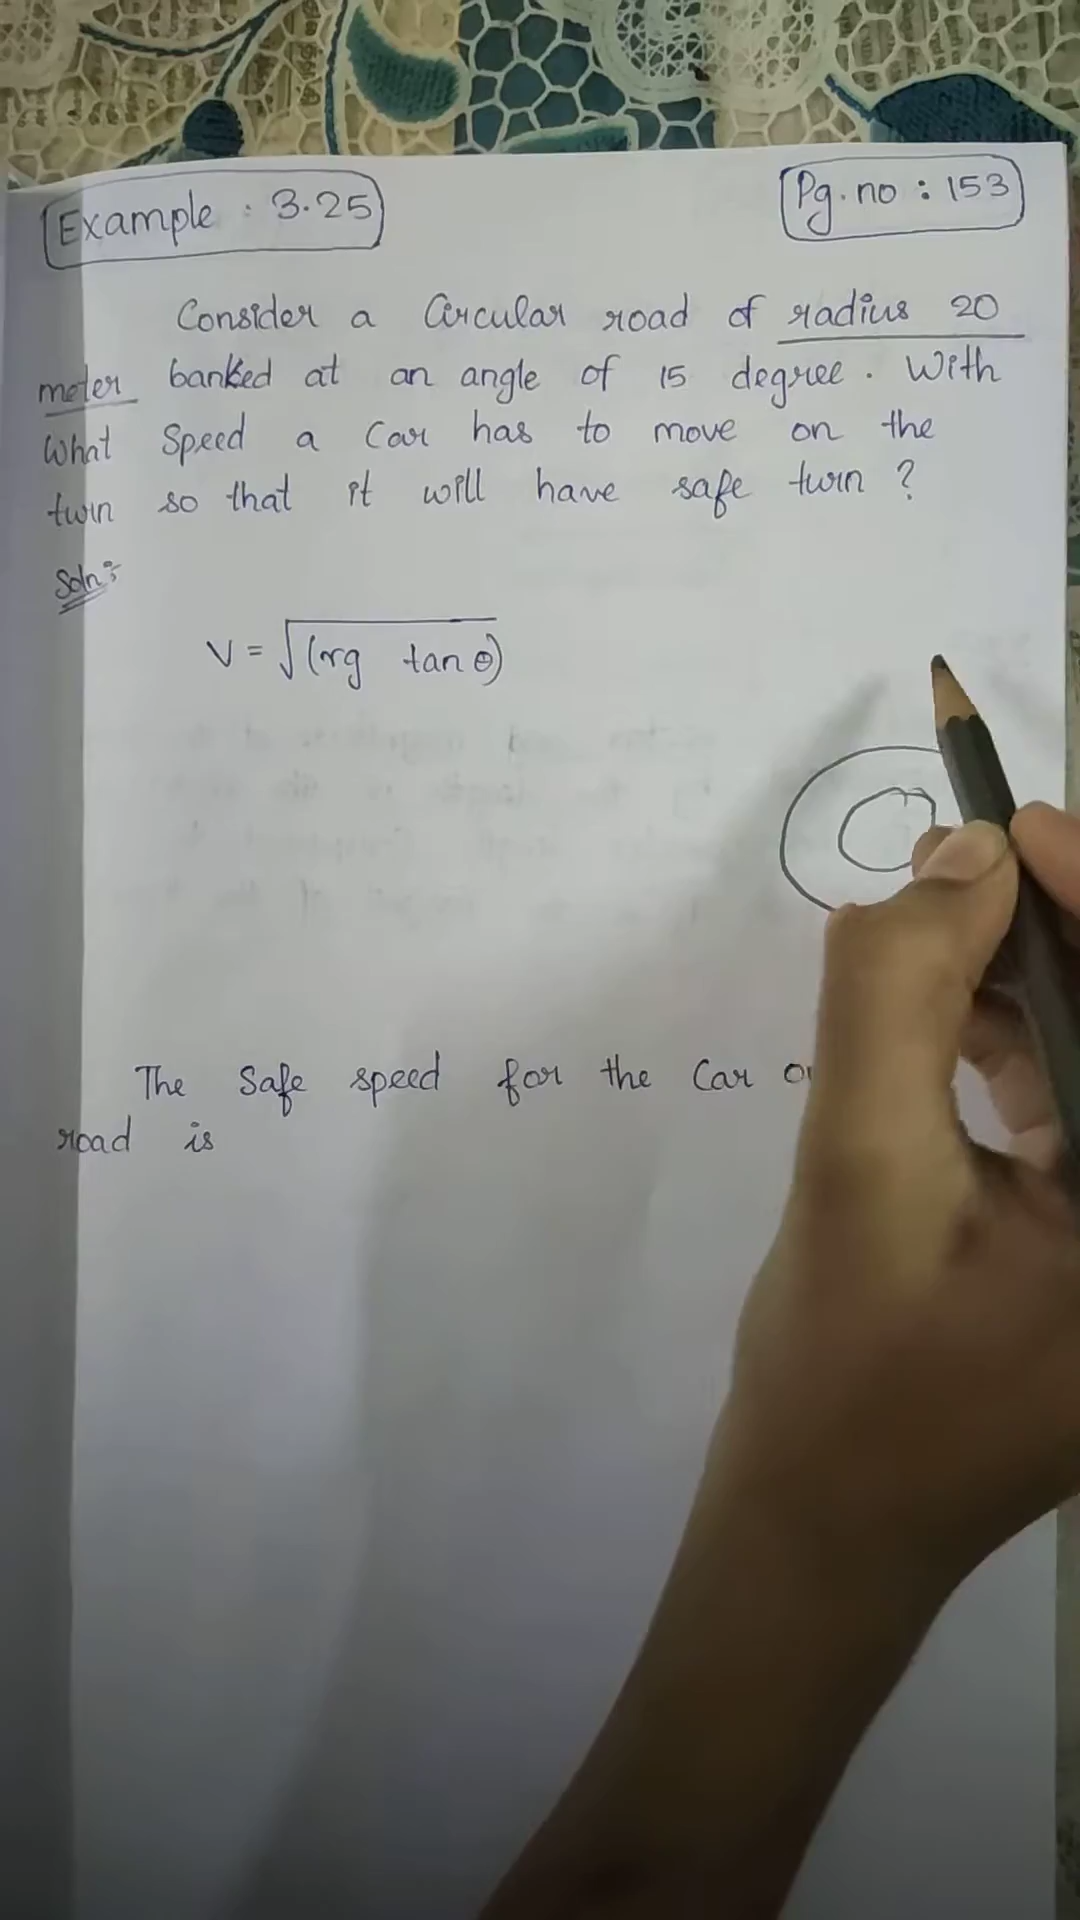 Example : 3.25
Pg. no : 153
Consider a Circular road of radius 20
meter banked at an angle of 15 degree. With
What Speed a Car has to move on the
turn so that it will have safe turn ?
Soln:
V = √(rg tan θ)
The Safe speed for the Car
road is